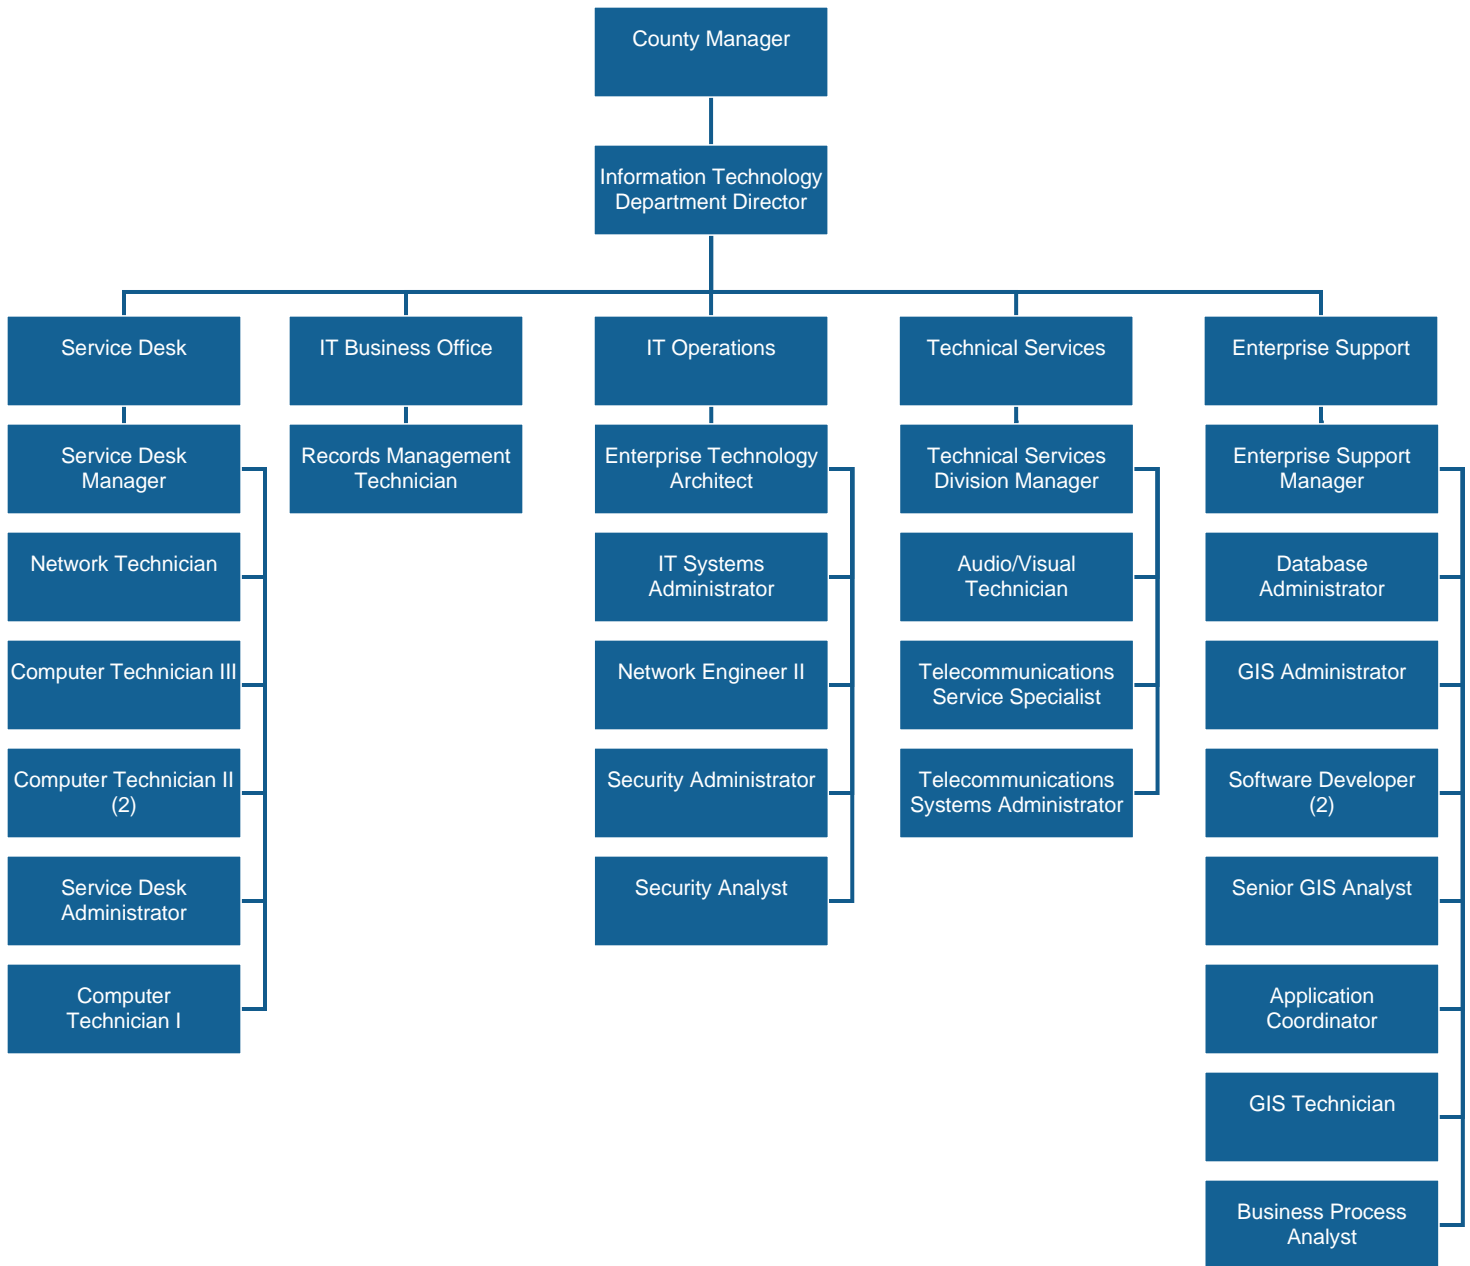 County Manager
Information Technology
Department Director
Service Desk
IT Business Office
IT Operations
Technical Services
Enterprise Support
Service Desk
Manager
Network Technician
Computer Technician III
Computer Technician II
(2)
Service Desk
Administrator
Computer
Technician I
Records Management
Technician
Enterprise Technology
Architect
IT Systems
Administrator
Network Engineer II
Security Administrator
Security Analyst
Technical Services
Division Manager
Audio/Visual
Technician
Telecommunications
Service Specialist
Telecommunications
Systems Administrator
Enterprise Support
Manager
Database
Administrator
GIS Administrator
Software Developer
(2)
Senior GIS Analyst
Application
Coordinator
GIS Technician
Business Process
Analyst